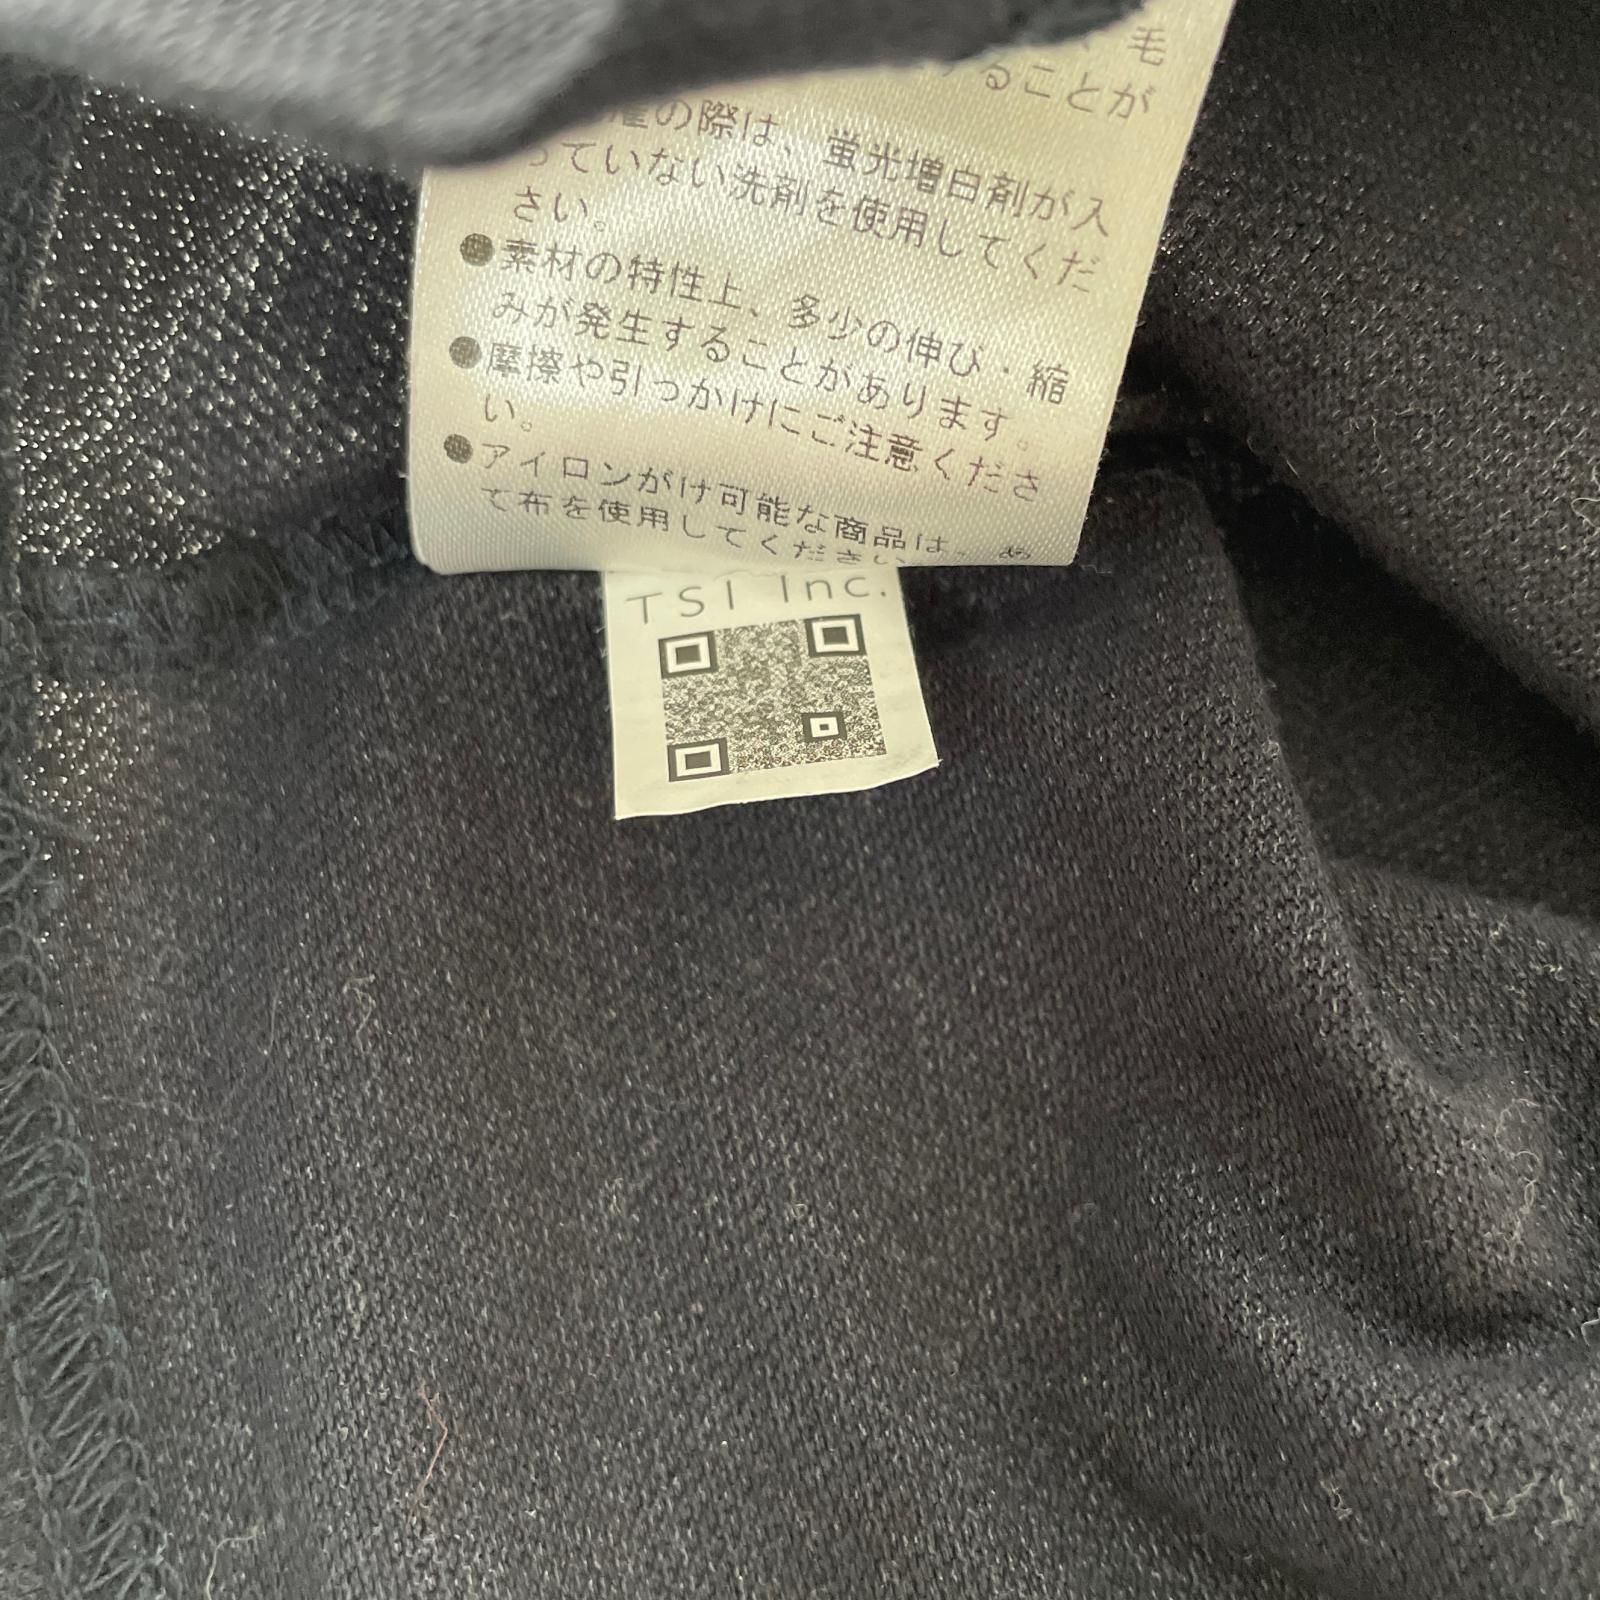 、毛
ることが
の際は、蛍光増白剤が入
っていない洗剤を使用してくだ
さい。
●素材の特性上、多少の伸び・縮
みが発生することがあります。
●摩擦や引っかけにご注意くださ
い。
●アイロンがけ可能な商品は、あ
て布を使用してください
TSI Inc.